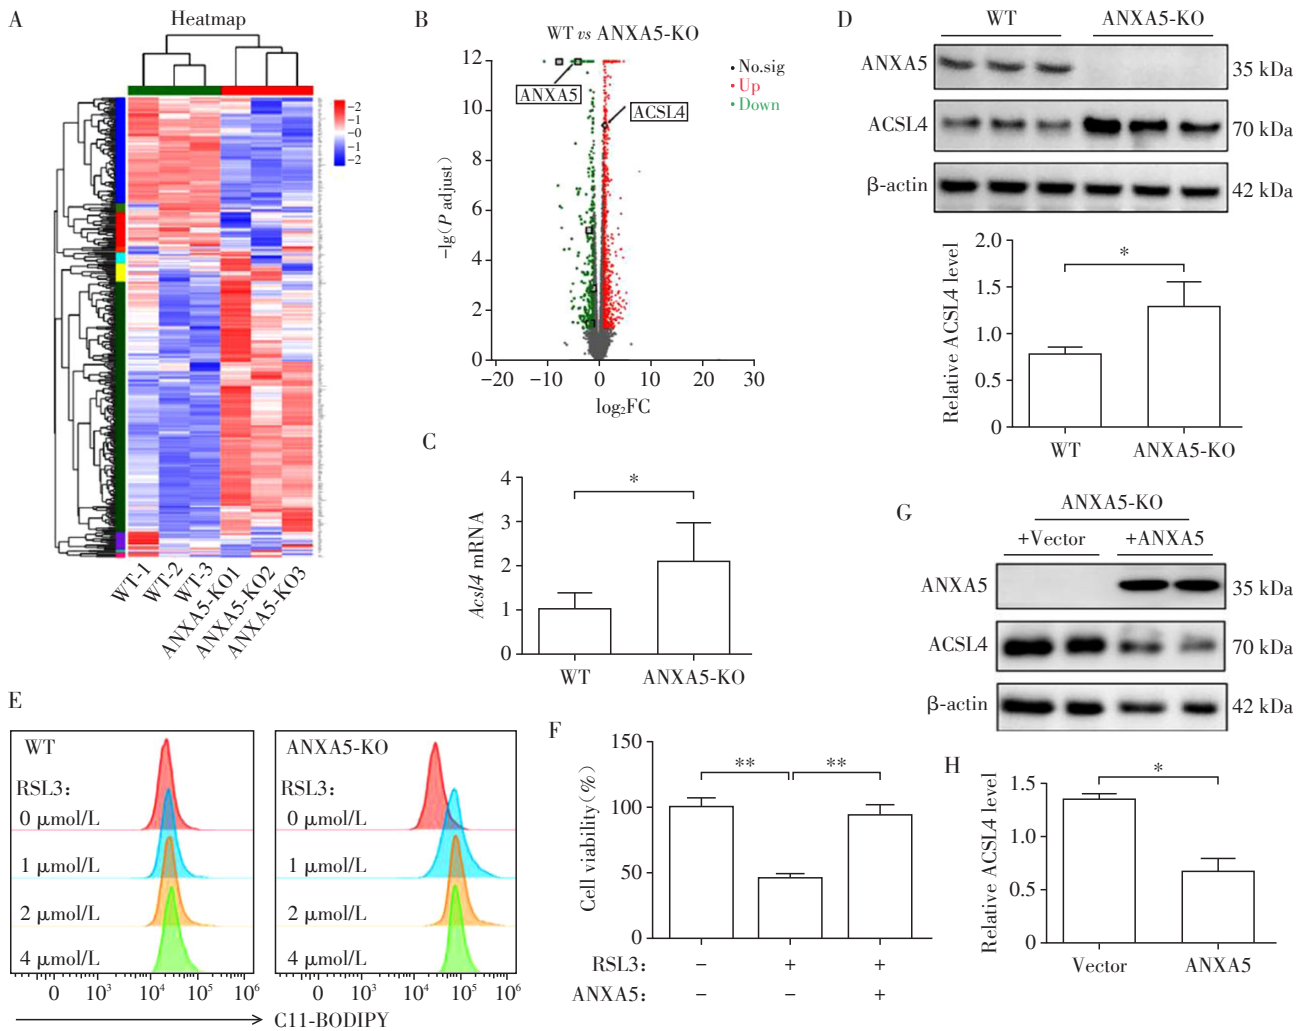 A
Heatmap
-2
-1
-0
-1
-2
WT-1
WT-2
WT-3
ANXA5-KO1
ANXA5-KO2
ANXA5-KO3
B
WT vs ANXA5-KO
No.sig
Up
Down
ANXA5
ACSL4
-lg(P adjust)
12
10
8
6
4
2
0
-20 -10 0 10 20 30
log₂FC
C
Acsl4 mRNA
4
3
2
1
0
*
WT ANXA5-KO
D
WT ANXA5-KO
ANXA5 35 kDa
ACSL4 70 kDa
β-actin 42 kDa
Relative ACSL4 level
2.0
1.5
1.0
0.5
0
*
WT ANXA5-KO
E
WT
RSL3:
0 μmol/L
1 μmol/L
2 μmol/L
4 μmol/L
0 10³ 10⁴ 10⁵ 10⁶
ANXA5-KO
RSL3:
0 μmol/L
1 μmol/L
2 μmol/L
4 μmol/L
0 10³ 10⁴ 10⁵ 10⁶
C11-BODIPY
F
Cell viability(%)
150
100
50
0
** **
RSL3: - + +
ANXA5: - - +
G
ANXA5-KO
+Vector +ANXA5
ANXA5 35 kDa
ACSL4 70 kDa
β-actin 42 kDa
H
Relative ACSL4 level
1.5
1.0
0.5
0
*
Vector ANXA5